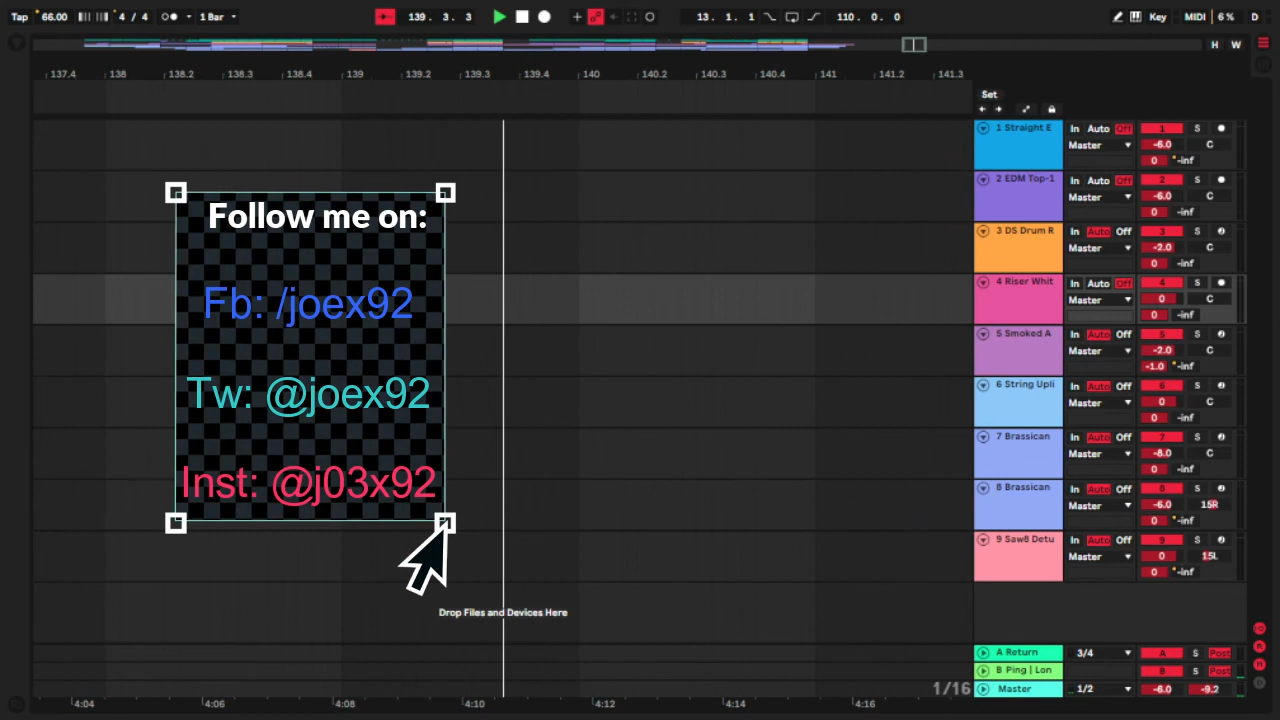 Tap 66.00 4 / 4 1 Bar 139 . 3 . 3 13 . 1 . 1 110 . 0 . 0 Key MIDI 6 % D
H W
137.4 138 138.2 138.3 138.4 139 139.2 139.3 139.4 140 140.2 140.3 140.4 141 141.2 141.3
Set
1 Straight E In Auto Off 1 S
Master -6.0 C
0 -inf
2 EDM Top-1 In Auto Off 2 S
Master -6.0 C
0 -inf
Follow me on:
3 DS Drum R In Auto Off 3 S
Master -2.0 C
0 -inf
4 Riser Whit In Auto Off 4 S
Fb: /joex92
Master 0 C
0 -inf
5 Smoked A In Auto Off 5 S
Master -2.0 C
-1.0 -inf
Tw: @joex92
6 String Upli In Auto Off 6 S
Master 0 C
0 -inf
7 Brassican In Auto Off 7 S
Master -8.0 C
0 -inf
Inst: @j03x92
8 Brassican In Auto Off 8 S
Master -6.0 15R
0 -inf
9 Saw8 Detu In Auto Off 9 S
Master 0 15L
0 -inf
Drop Files and Devices Here
A Return 3/4 A S Post
B Ping | Lon B S Post
1/16 Master 1/2 -6.0 -9.2
4:04 4:06 4:08 4:10 4:12 4:14 4:16